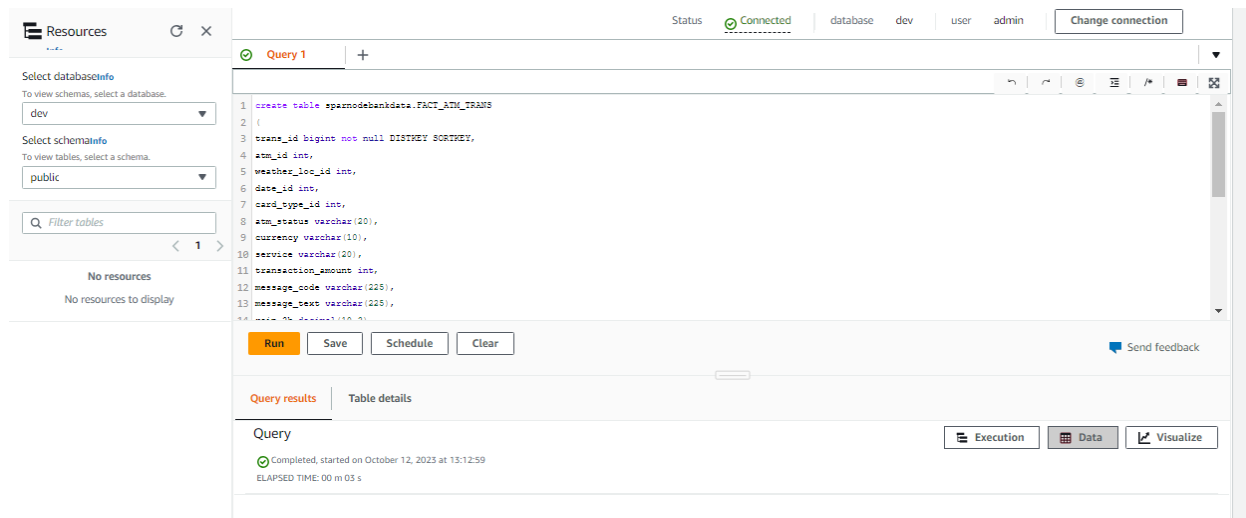 Status Connected database dev user admin Change connection
Resources
Query 1
Select database Info
To view schemas, select a database.
dev
Select schema Info
To view tables, select a schema.
public
Filter tables
1
No resources
No resources to display
1 create table sparnodebankdata.FACT_ATM_TRANS
2 (
3 trans_id bigint not null DISTKEY SORTKEY,
4 atm_id int,
5 weather_loc_id int,
6 date_id int,
7 card_type_id int,
8 atm_status varchar(20),
9 currency varchar(10),
10 service varchar(20),
11 transaction_amount int,
12 message_code varchar(225),
13 message_text varchar(225),
Run Save Schedule Clear
Send feedback
Query results Table details
Query
Execution Data Visualize
Completed, started on October 12, 2023 at 13:12:59
ELAPSED TIME: 00 m 03 s